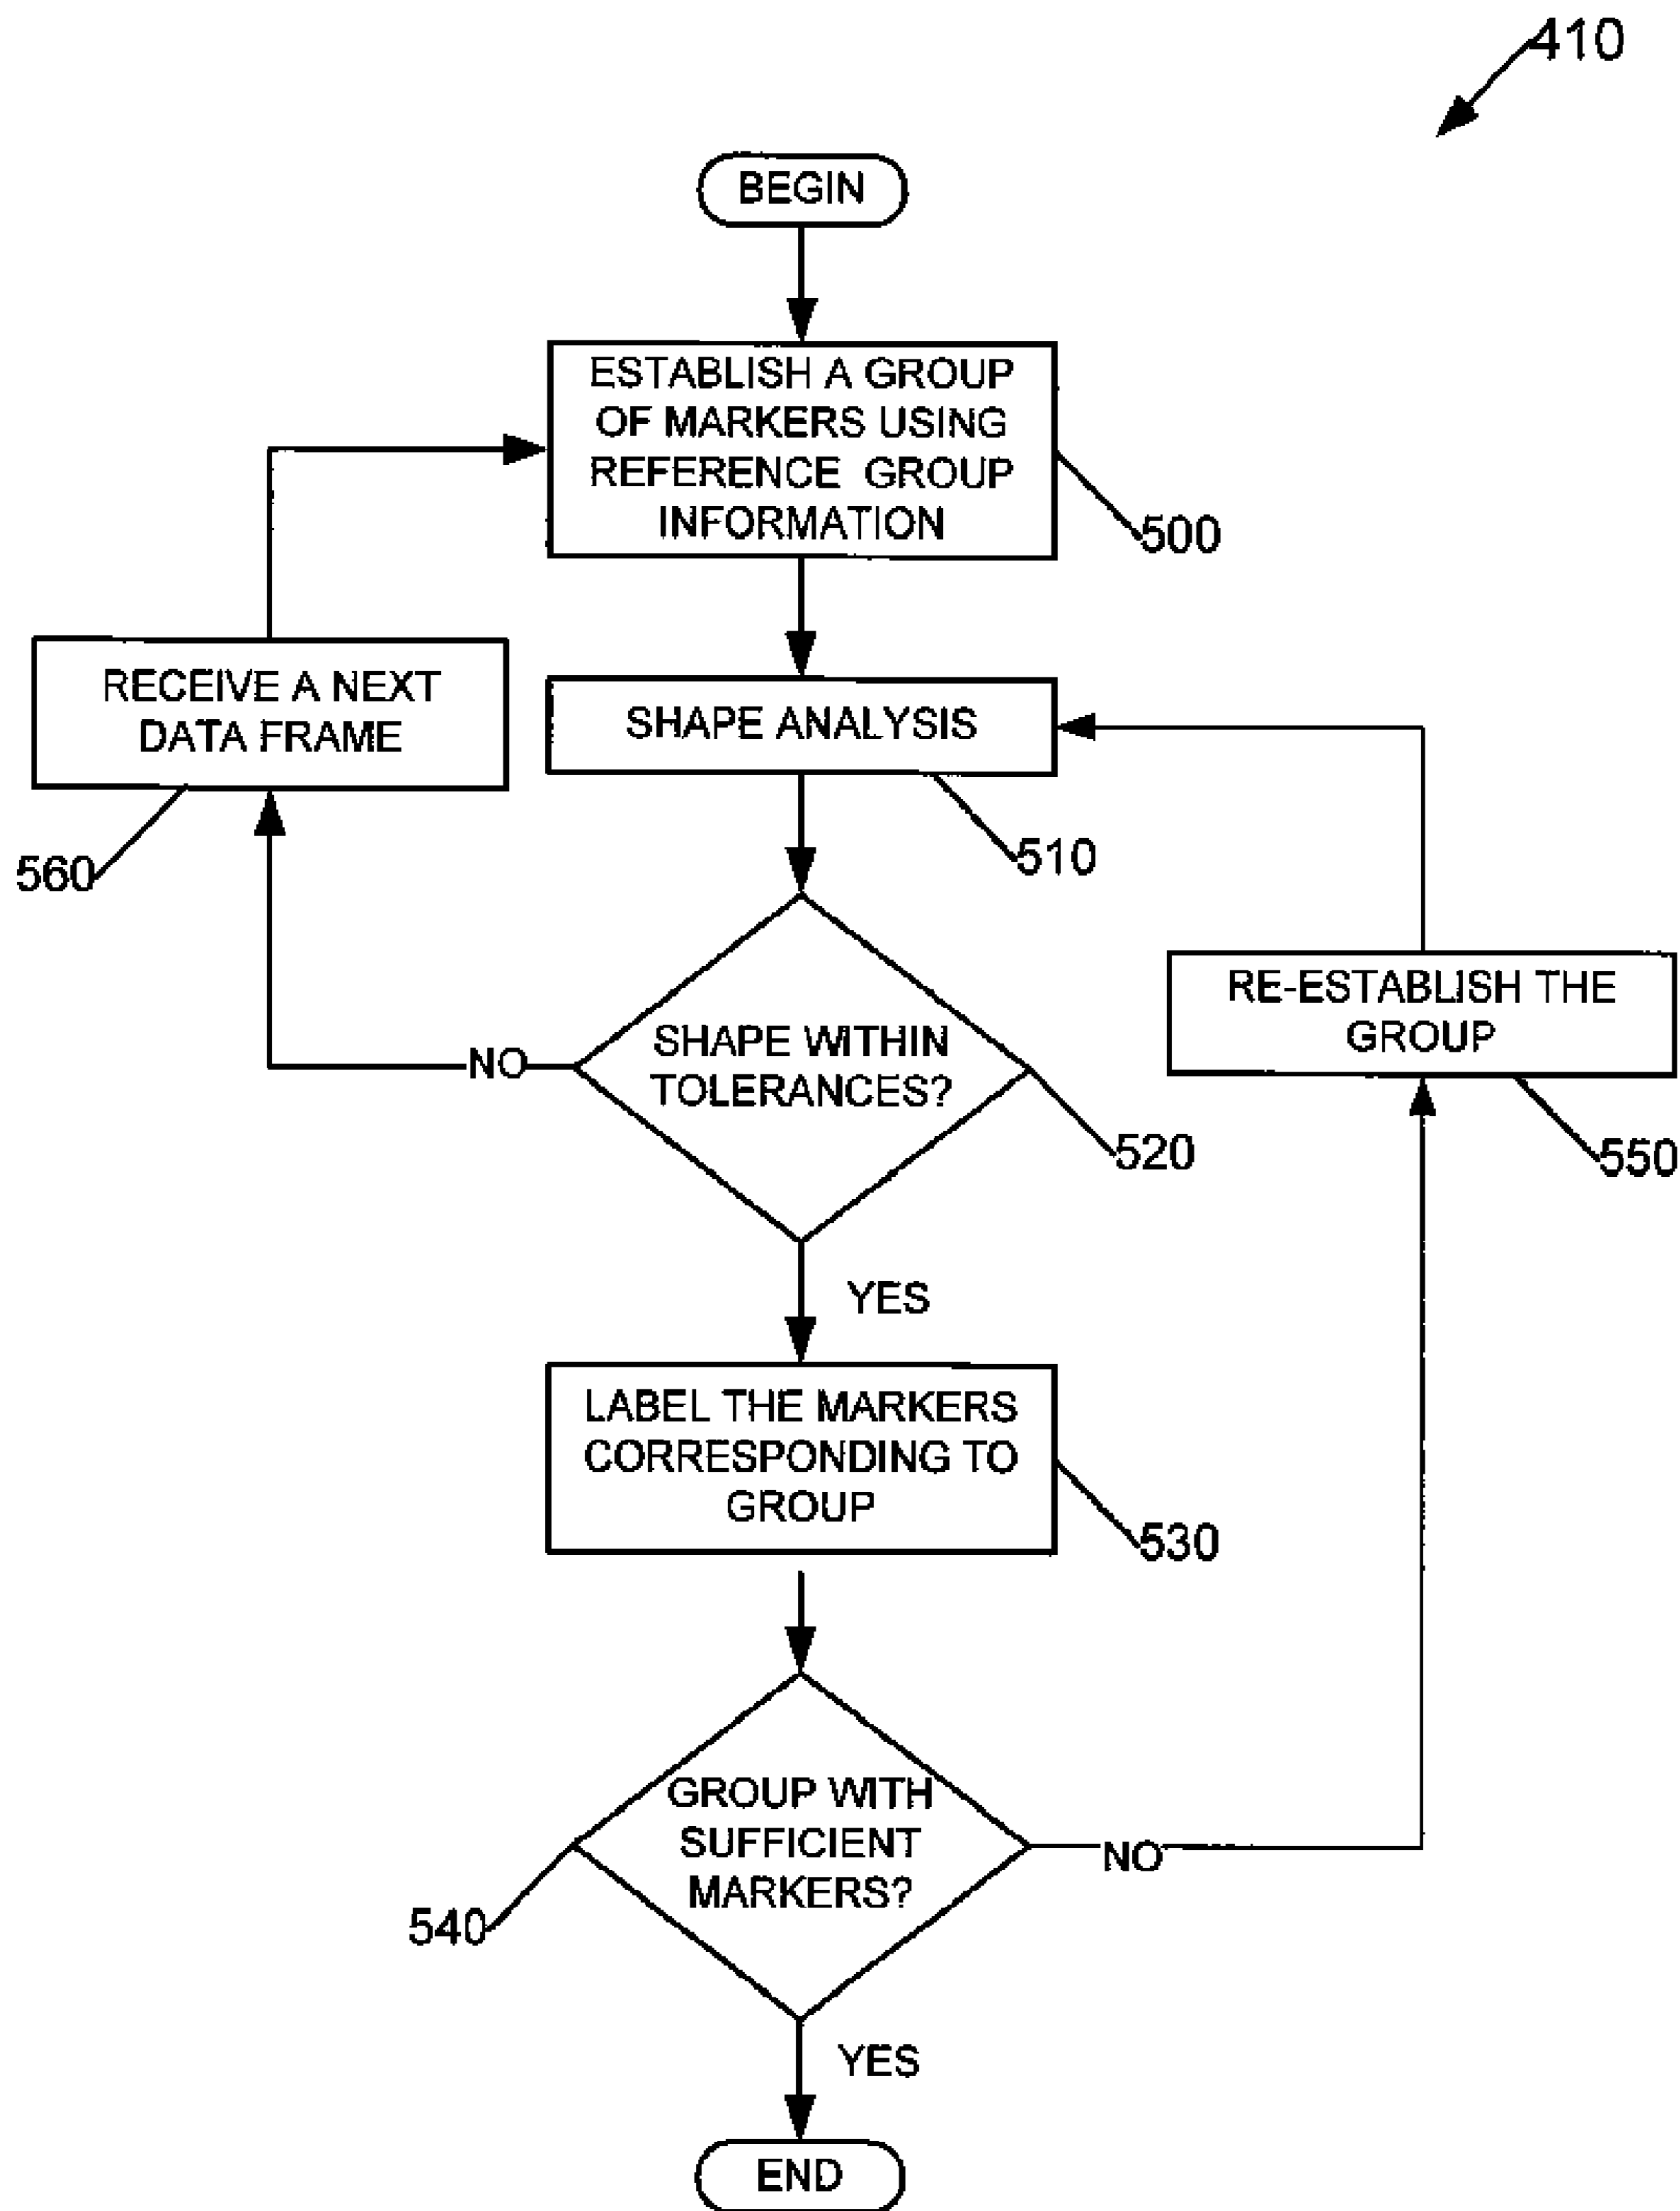 410
BEGIN
ESTABLISH A GROUP
OF MARKERS USING
REFERENCE GROUP
INFORMATION
500
RECEIVE A NEXT
DATA FRAME
560
SHAPE ANALYSIS
510
SHAPE WITHIN
TOLERANCES?
NO
520
RE-ESTABLISH THE
GROUP
550
YES
LABEL THE MARKERS
CORRESPONDING TO
GROUP
530
GROUP WITH
SUFFICIENT
MARKERS?
NO
540
YES
END